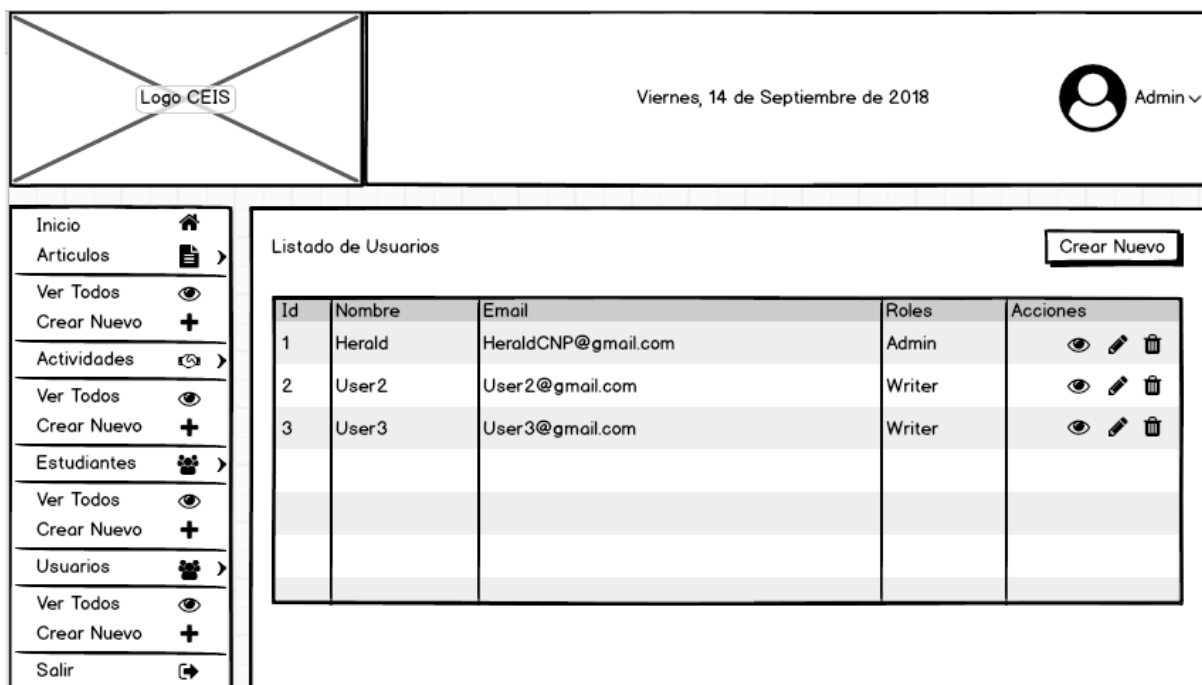 Logo CEIS
Viernes, 14 de Septiembre de 2018
Admin
Inicio
Articulos
Ver Todos
Crear Nuevo
Actividades
Ver Todos
Crear Nuevo
Estudiantes
Ver Todos
Crear Nuevo
Usuarios
Ver Todos
Crear Nuevo
Salir
Listado de Usuarios
Crear Nuevo
Id Nombre Email Roles Acciones
1 Herald HeraldCNP@gmail.com Admin
2 User2 User2@gmail.com Writer
3 User3 User3@gmail.com Writer